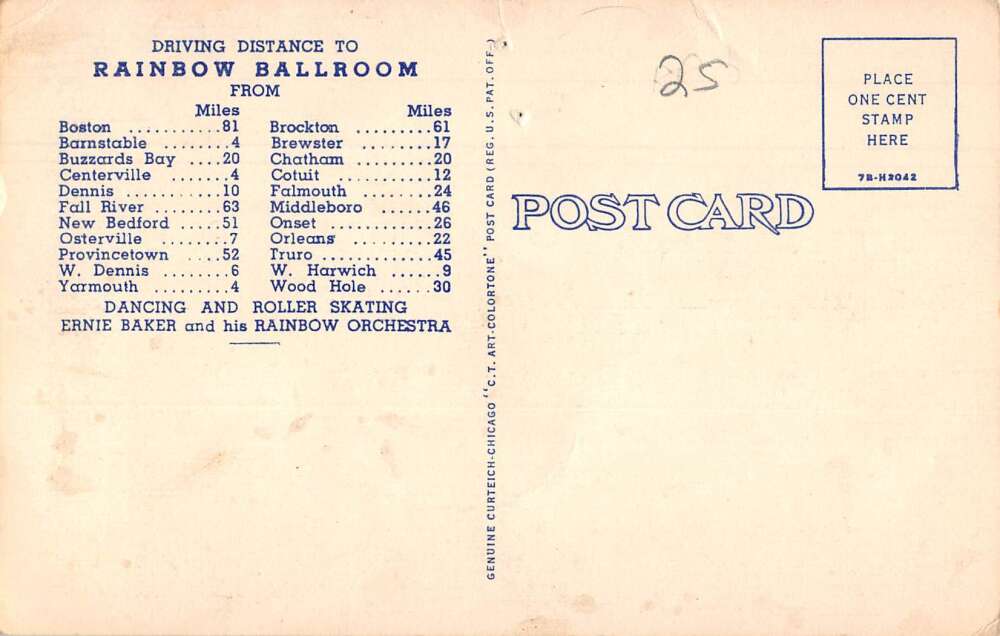 DRIVING DISTANCE TO
RAINBOW BALLROOM
FROM
Miles
Boston ...........81
Barnstable ........4
Buzzards Bay ....20
Centerville .......4
Dennis ...........10
Fall River ........63
New Bedford .....51
Osterville .......7
Provincetown ....52
W. Dennis ........6
Yarmouth .........4
Miles
Brockton .........61
Brewster .........17
Chatham .........20
Cotuit ...........12
Falmouth ........24
Middleboro ......46
Onset ............26
Orleans ..........22
Truro .............45
W. Harwich ......9
Wood Hole ......30
DANCING AND ROLLER SKATING
ERNIE BAKER and his RAINBOW ORCHESTRA
GENUINE CURTEICH-CHICAGO "C.T. ART-COLORTONE" POST CARD (REG. U.S. PAT. OFF.)
25
POST CARD
PLACE
ONE CENT
STAMP
HERE
7B-H2042